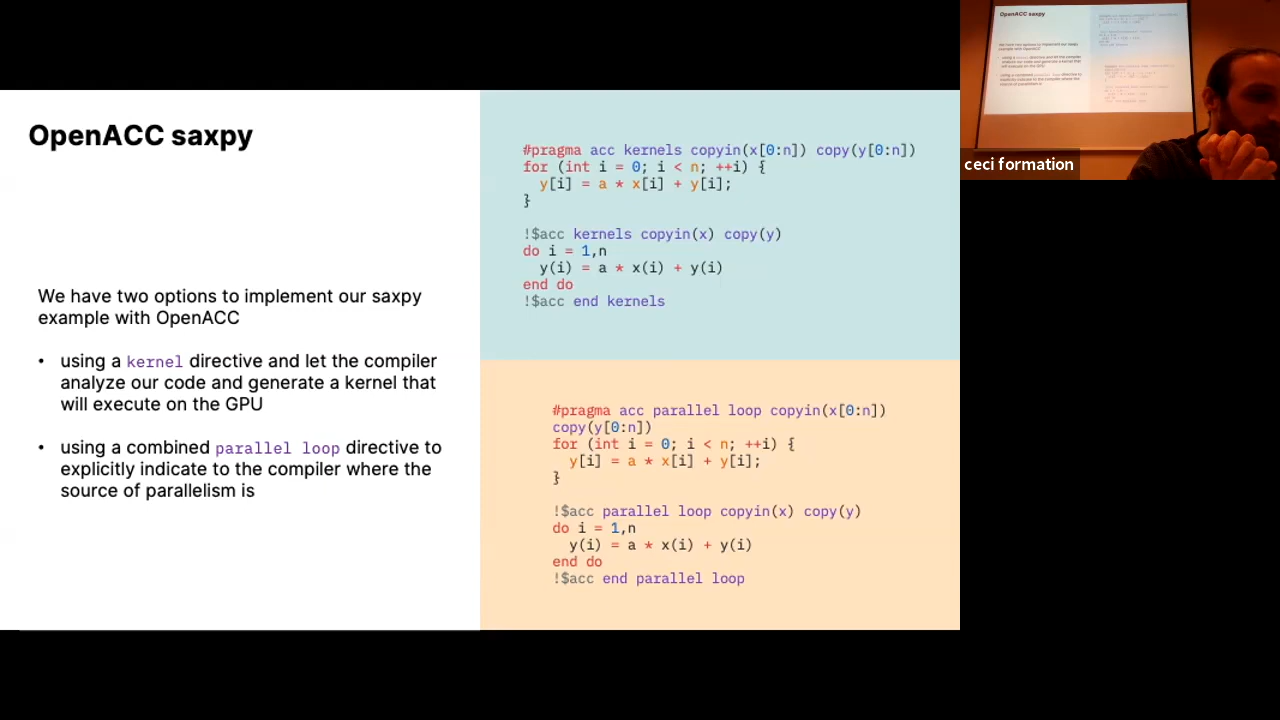 OpenACC saxpy
We have two options to implement our saxpy
example with OpenACC
• using a kernel directive and let the compiler
analyze our code and generate a kernel that
will execute on the GPU
• using a combined parallel loop directive to
explicitly indicate to the compiler where the
source of parallelism is
#pragma acc kernels copyin(x[0:n]) copy(y[0:n])
for (int i = 0; i < n; ++i) {
  y[i] = a * x[i] + y[i];
}
!$acc kernels copyin(x) copy(y)
do i = 1,n
  y(i) = a * x(i) + y(i)
end do
!$acc end kernels
#pragma acc parallel loop copyin(x[0:n])
copy(y[0:n])
for (int i = 0; i < n; ++i) {
  y[i] = a * x[i] + y[i];
}
!$acc parallel loop copyin(x) copy(y)
do i = 1,n
  y(i) = a * x(i) + y(i)
end do
!$acc end parallel loop
OpenACC saxpy
ceci formation